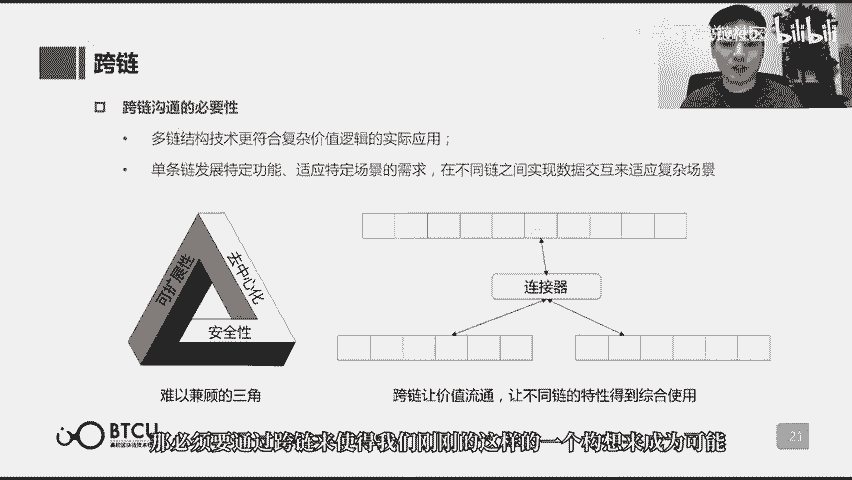 bilibili
跨链
跨链沟通的必要性
多链结构技术更符合复杂价值逻辑的实际应用；
单条链发展特定功能、适应特定场景的需求，在不同链之间实现数据交互来适应复杂场景
可扩展性
去中心化
安全性
连接器
难以兼顾的三角
跨链让价值流通，让不同链的特性得到综合使用
BTCU
那必须要通过跨链来使得我们刚刚的这样的一个构想来成为可能
21